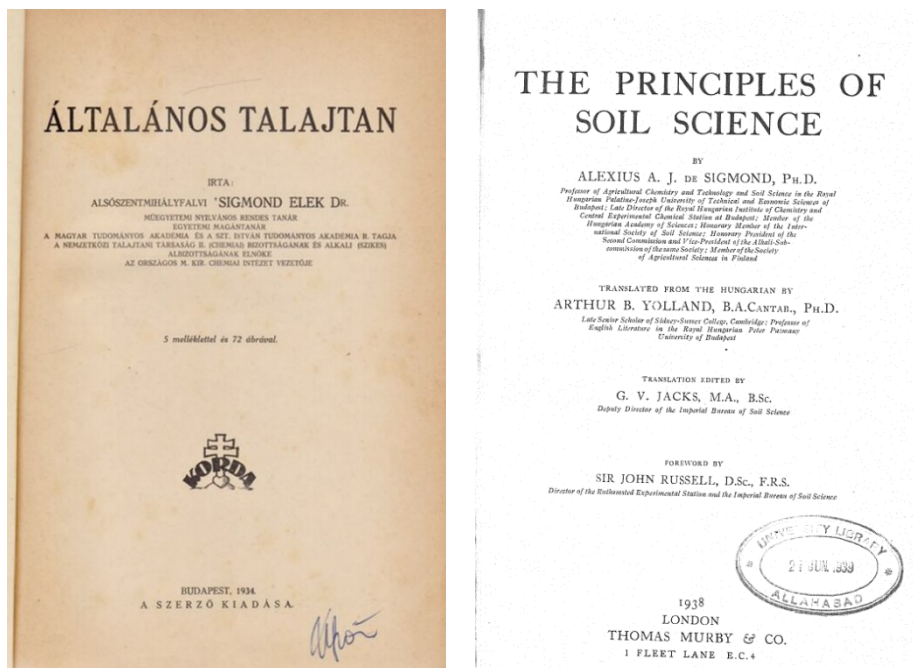 ÁLTALÁNOS TALAJTAN
IRTA:
ALSÓSZENTMIHÁLYFALVI 'SIGMOND ELEK DR.
MŰEGYETEMI NYILVÁNOS RENDES TANÁR
EGYETEMI MAGÁNTANÁR
A MAGYAR TUDOMÁNYOS AKADÉMIA ÉS A SZT. ISTVÁN TUDOMÁNYOS AKADÉMIA R. TAGJA
A NEMZETKÖZI TALAJTANI TÁRSASÁG II. (CHEMIAI) BIZOTTSÁGÁNAK ÉS ALKALI (SZIKES)
ALBIZOTTSÁGÁNAK ELNÖKE
AZ ORSZÁGOS M. KIR. CHEMIAI INTÉZET VEZETŐJE
5 melléklettel és 72 ábrával.
KORDA
BUDAPEST, 1934.
A SZERZŐ KIADÁSA.
THE PRINCIPLES OF
SOIL SCIENCE
BY
ALEXIUS A. J. DE SIGMOND, PH.D.
Professor of Agricultural Chemistry and Technology and Soil Science in the Royal
Hungarian Palatine-Joseph University of Technical and Economic Sciences of
Budapest; Late Director of the Royal Hungarian Institute of Chemistry and
Central Experimental Chemical Station at Budapest; Member of the
Hungarian Academy of Sciences; Honorary Member of the Inter-
national Society of Soil Science; Honorary President of the
Second Commission and Vice-President of the Alkali-Sub-
commission of the same Society; Member of the Society
of Agricultural Sciences in Finland
TRANSLATED FROM THE HUNGARIAN BY
ARTHUR B. YOLLAND, B.A.CANTAB., PH.D.
Late Senior Scholar of Sidney-Sussex College, Cambridge; Professor of
English Literature in the Royal Hungarian Peter Pazmany
University of Budapest
TRANSLATION EDITED BY
G. V. JACKS, M.A., B.Sc.
Deputy Director of the Imperial Bureau of Soil Science
FOREWORD BY
SIR JOHN RUSSELL, D.Sc., F.R.S.
Director of the Rothamsted Experimental Station and the Imperial Bureau of Soil Science
UNIVERSITY LIBRARY
21 JUN. 1939
ALLAHABAD
1938
LONDON
THOMAS MURBY & CO.
1 FLEET LANE E.C.4